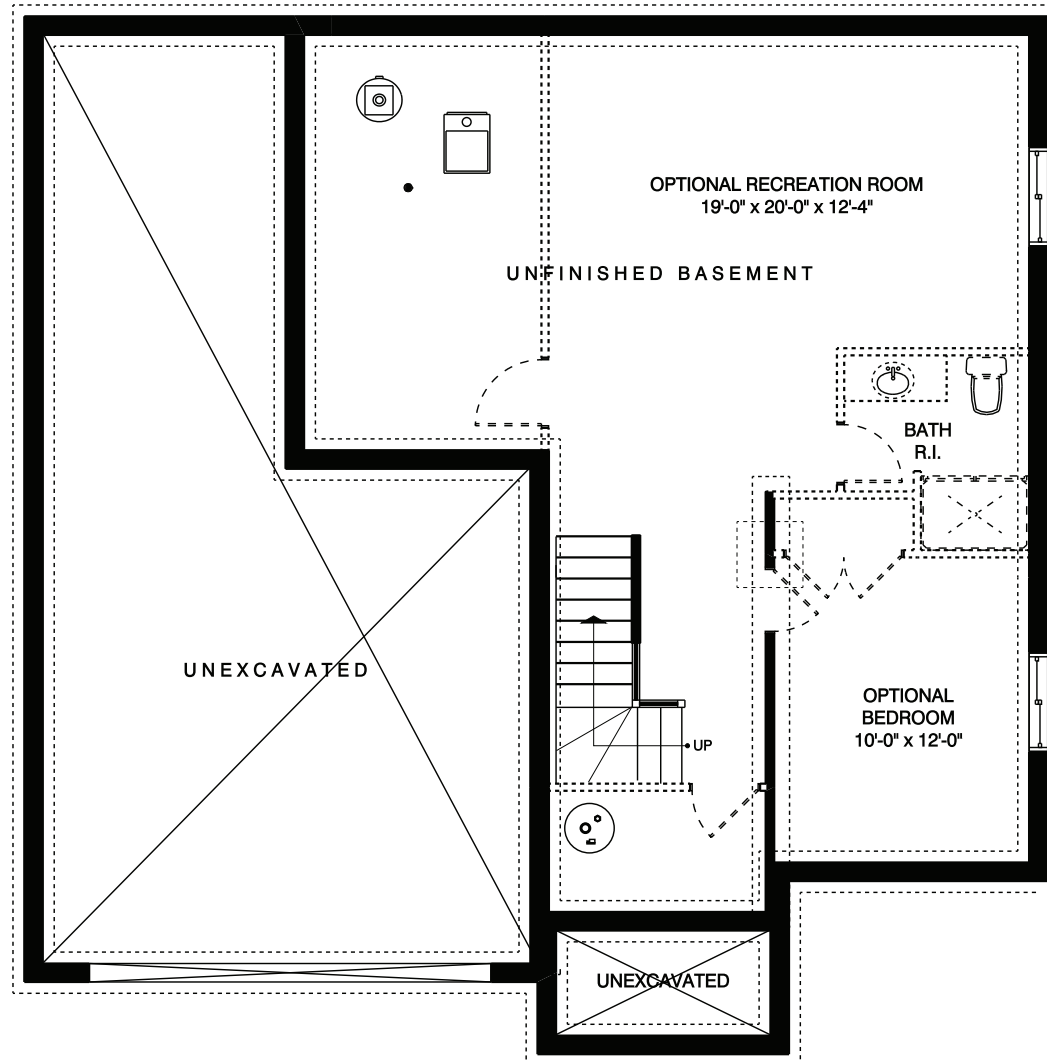 OPTIONAL RECREATION ROOM
19'-0" x 20'-0" x 12'-4"
UNFINISHED BASEMENT
BATH
R.I.
UNEXCAVATED
OPTIONAL
BEDROOM
10'-0" x 12'-0"
UP
UNEXCAVATED